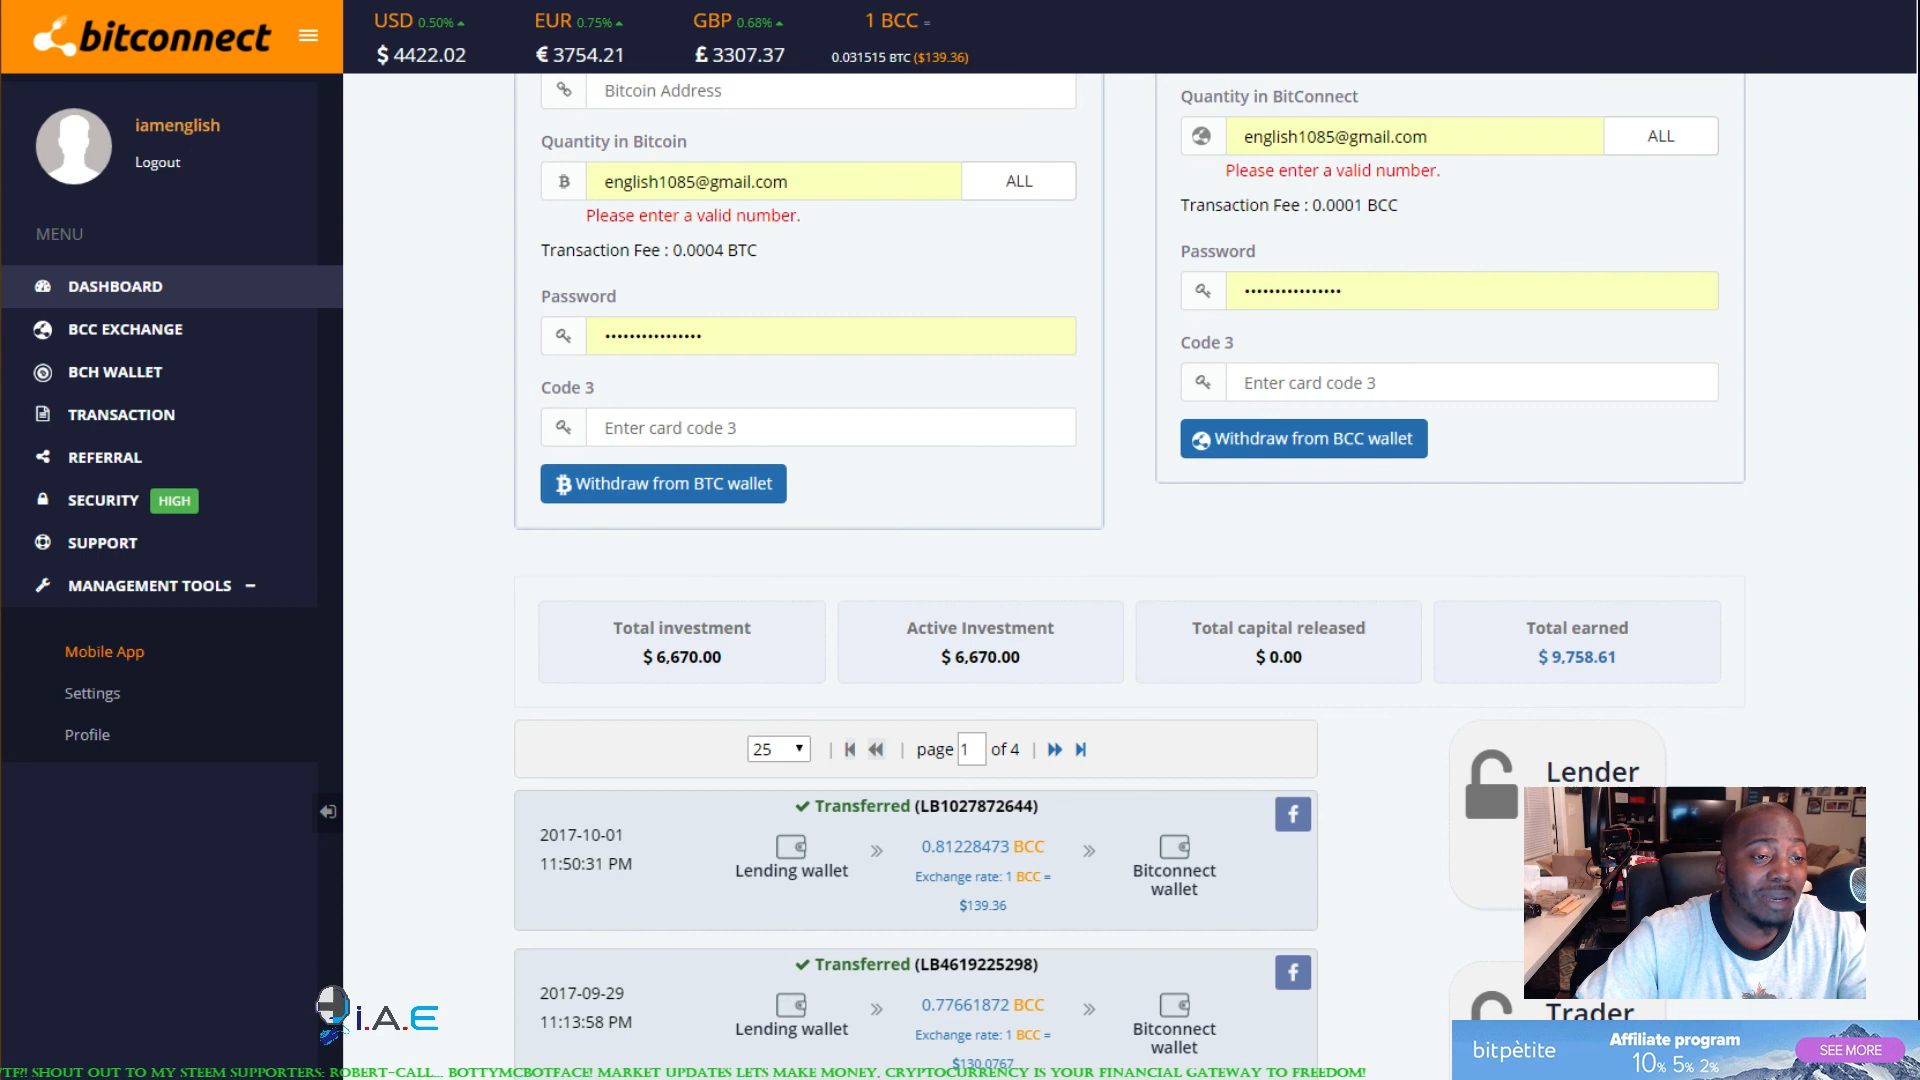 bitconnect
USD 0.50%
$ 4422.02
EUR 0.75%
€ 3754.21
GBP 0.68%
£ 3307.37
1 BCC =
0.031515 BTC ($139.36)
iamenglish
Logout
MENU
DASHBOARD
BCC EXCHANGE
BCH WALLET
TRANSACTION
REFERRAL
SECURITY HIGH
SUPPORT
MANAGEMENT TOOLS –
Mobile App
Settings
Profile
Bitcoin Address
Quantity in Bitcoin
english1085@gmail.com ALL
Please enter a valid number.
Transaction Fee : 0.0004 BTC
Password
••••••••••••••••
Code 3
Enter card code 3
Withdraw from BTC wallet
Quantity in BitConnect
english1085@gmail.com ALL
Please enter a valid number.
Transaction Fee : 0.0001 BCC
Password
••••••••••••••••
Code 3
Enter card code 3
Withdraw from BCC wallet
Total investment
$ 6,670.00
Active Investment
$ 6,670.00
Total capital released
$ 0.00
Total earned
$ 9,758.61
25 | page 1 of 4 |
Transferred (LB1027872644)
2017-10-01
11:50:31 PM
Lending wallet
0.81228473 BCC
Exchange rate: 1 BCC =
$139.36
Bitconnect
wallet
Transferred (LB4619225298)
2017-09-29
11:13:58 PM
Lending wallet
0.77661872 BCC
Exchange rate: 1 BCC =
$130.0767
Bitconnect
wallet
Lender
Trader
i.A.E
bitpètite
Affiliate program
10% 5% 2%
SEE MORE
TF?! SHOUT OUT TO MY STEEM SUPPORTERS: ROBERT-CALL... BOTTYMCBOTFACE! MARKET UPDATES LETS MAKE MONEY, CRYPTOCURRENCY IS YOUR FINANCIAL GATEWAY TO FREEDOM!